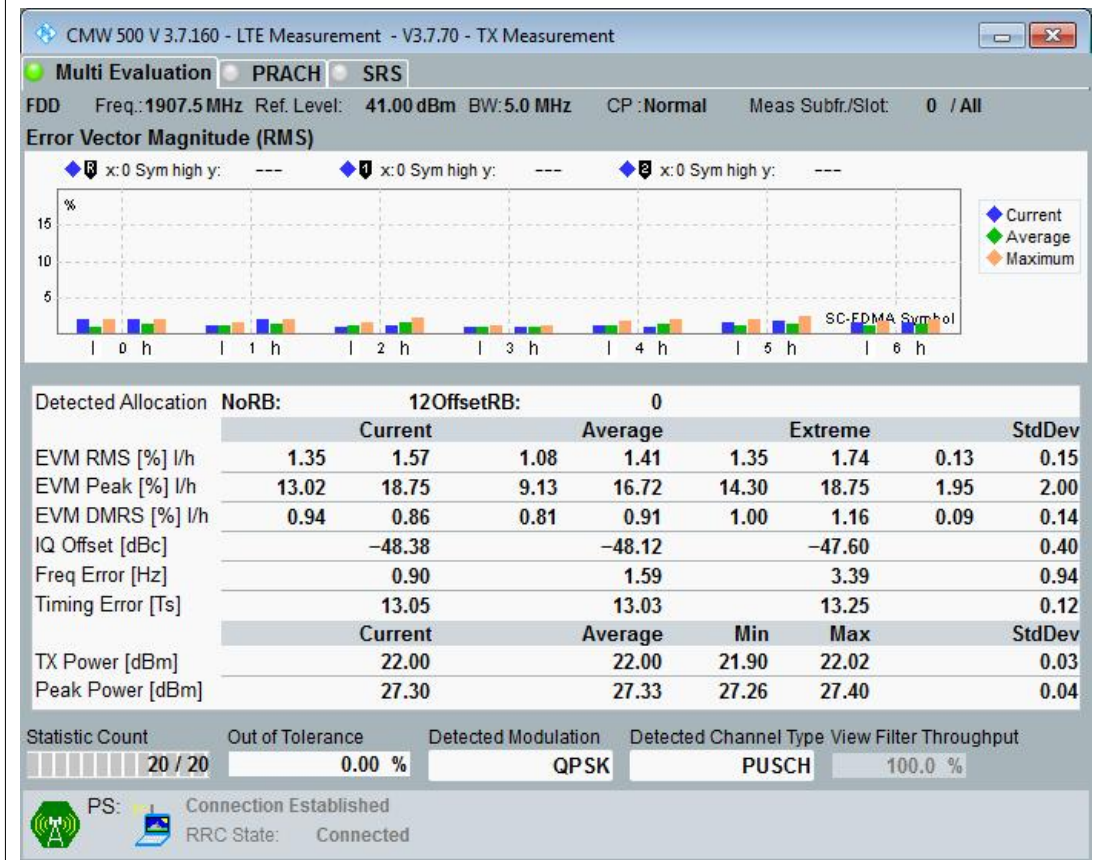 CMW 500 V 3.7.160 - LTE Measurement - V3.7.70 - TX Measurement
Multi Evaluation PRACH SRS
FDD Freq.: 1907.5 MHz Ref. Level: 41.00 dBm BW: 5.0 MHz CP : Normal Meas Subfr./Slot: 0 / All
Error Vector Magnitude (RMS)
R x: 0 Sym high y: --- 1 x: 0 Sym high y: --- 2 x: 0 Sym high y: ---
%
15
10
5
Current
Average
Maximum
SC-FDMA Symbol
l 0 h l 1 h l 2 h l 3 h l 4 h l 5 h l 6 h
Detected Allocation NoRB: 12 OffsetRB: 0
Current Average Extreme StdDev
EVM RMS [%] l/h 1.35 1.57 1.08 1.41 1.35 1.74 0.13 0.15
EVM Peak [%] l/h 13.02 18.75 9.13 16.72 14.30 18.75 1.95 2.00
EVM DMRS [%] l/h 0.94 0.86 0.81 0.91 1.00 1.16 0.09 0.14
IQ Offset [dBc] −48.38 −48.12 −47.60 0.40
Freq Error [Hz] 0.90 1.59 3.39 0.94
Timing Error [Ts] 13.05 13.03 13.25 0.12
Current Average Min Max StdDev
TX Power [dBm] 22.00 22.00 21.90 22.02 0.03
Peak Power [dBm] 27.30 27.33 27.26 27.40 0.04
Statistic Count Out of Tolerance Detected Modulation Detected Channel Type View Filter Throughput
20 / 20 0.00 % QPSK PUSCH 100.0 %
PS: Connection Established
RRC State: Connected